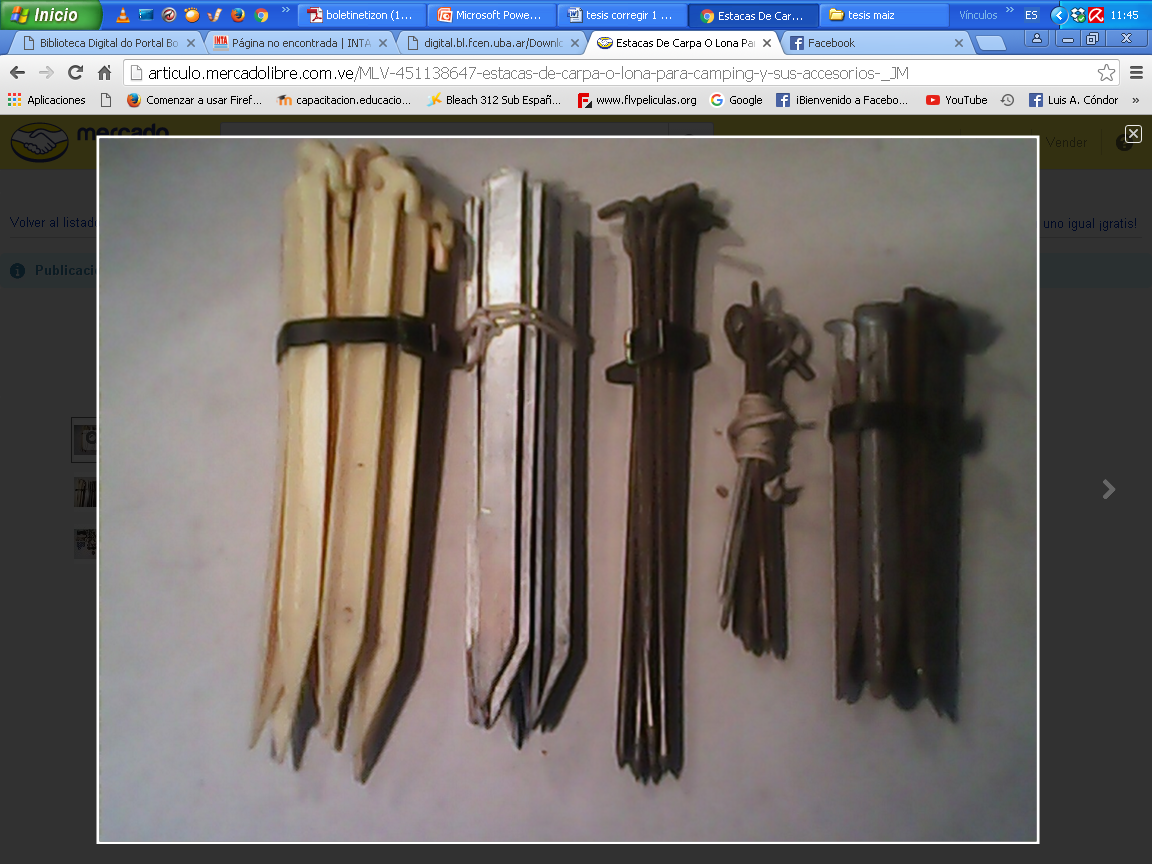 Inicio
boletinetizon (1...
Microsoft Powe...
tesis corregir 1 ...
Estacas De Car...
tesis maiz
Vínculos
ES
11:45
Biblioteca Digital do Portal Bo
Página no encontrada | INTA
digital.bl.fcen.uba.ar/Downlo
Estacas De Carpa O Lona Par
Facebook
articulo.mercadolibre.com.ve/MLV-451138647-estacas-de-carpa-o-lona-para-camping-y-sus-accesorios-_JM
Aplicaciones
Comenzar a usar Firef...
capacitacion.educacio...
Bleach 312 Sub Españ...
www.flvpeliculas.org
Google
¡Bienvenido a Facebo...
YouTube
Luis A. Cóndor
mercado
Vender
Volver al listado
uno igual ¡gratis!
Publicaci